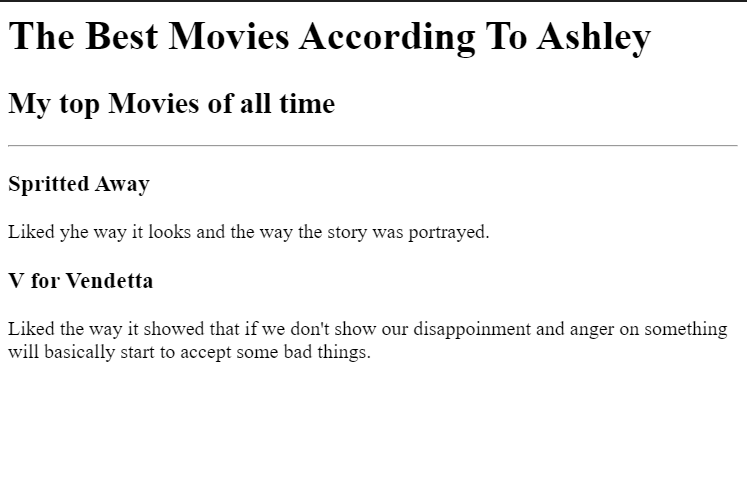 The Best Movies According To Ashley
My top Movies of all time
Spritted Away
Liked yhe way it looks and the way the story was portrayed.
V for Vendetta
Liked the way it showed that if we don't show our disappoinment and anger on something
will basically start to accept some bad things.